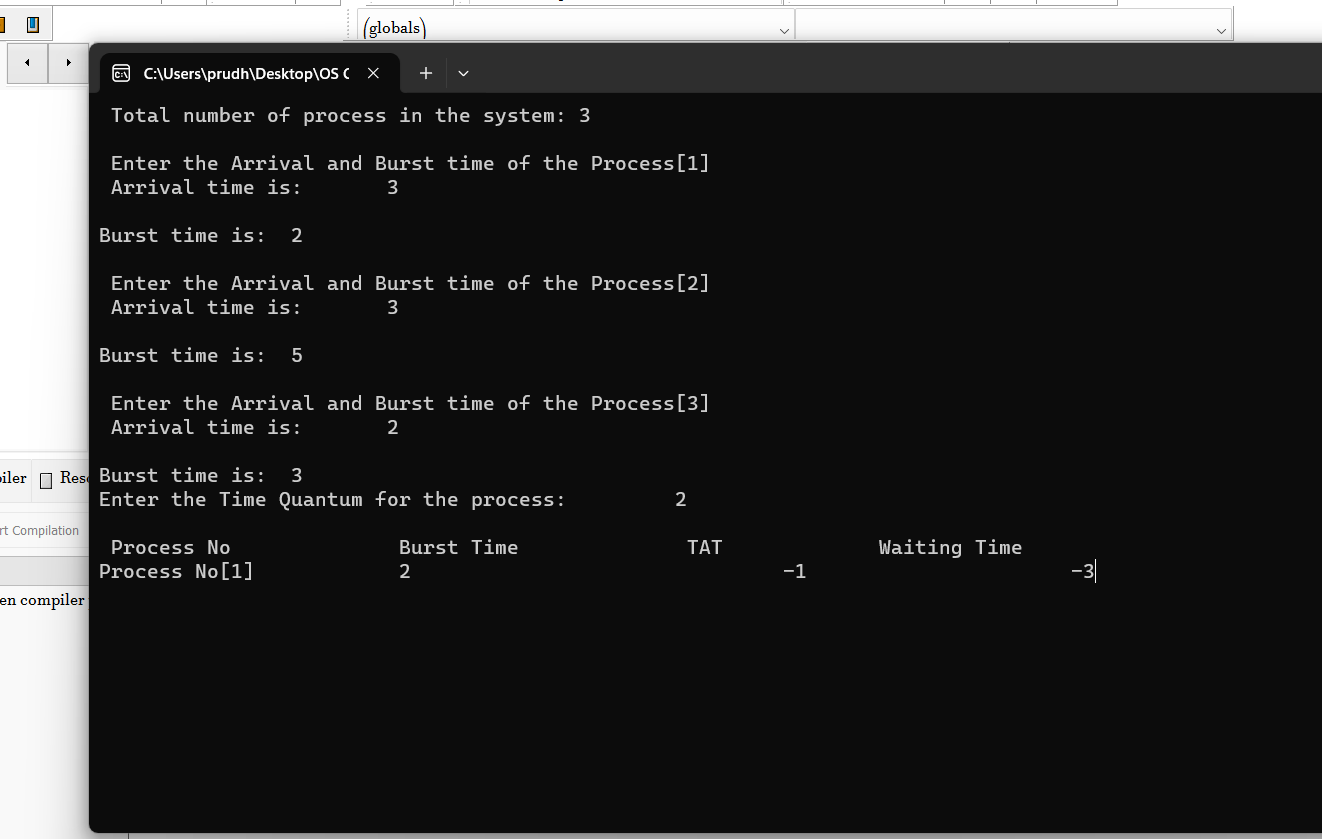 (globals)
C:\Users\prudh\Desktop\OS C
Total number of process in the system: 3
Enter the Arrival and Burst time of the Process[1]
Arrival time is: 3
Burst time is: 2
Enter the Arrival and Burst time of the Process[2]
Arrival time is: 3
Burst time is: 5
Enter the Arrival and Burst time of the Process[3]
Arrival time is: 2
iler Reso
Burst time is: 3
Enter the Time Quantum for the process: 2
rt Compilation
Process No Burst Time TAT Waiting Time
Process No[1] 2 -1 -3
en compiler